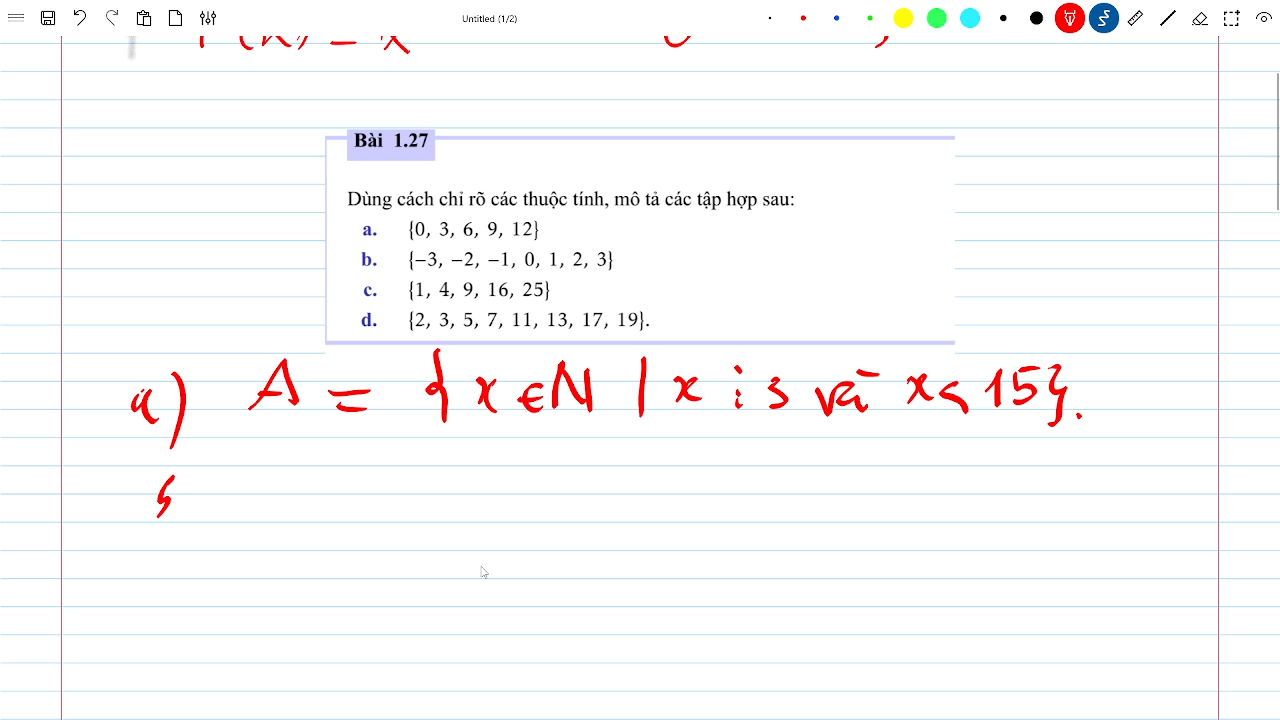 Untitled (1/2)
Bài 1.27
Dùng cách chỉ rõ các thuộc tính, mô tả các tập hợp sau:
a. {0, 3, 6, 9, 12}
b. {−3, −2, −1, 0, 1, 2, 3}
c. {1, 4, 9, 16, 25}
d. {2, 3, 5, 7, 11, 13, 17, 19}.
a) A = { x ∈ N | x ⋮ 3 và x < 15}.